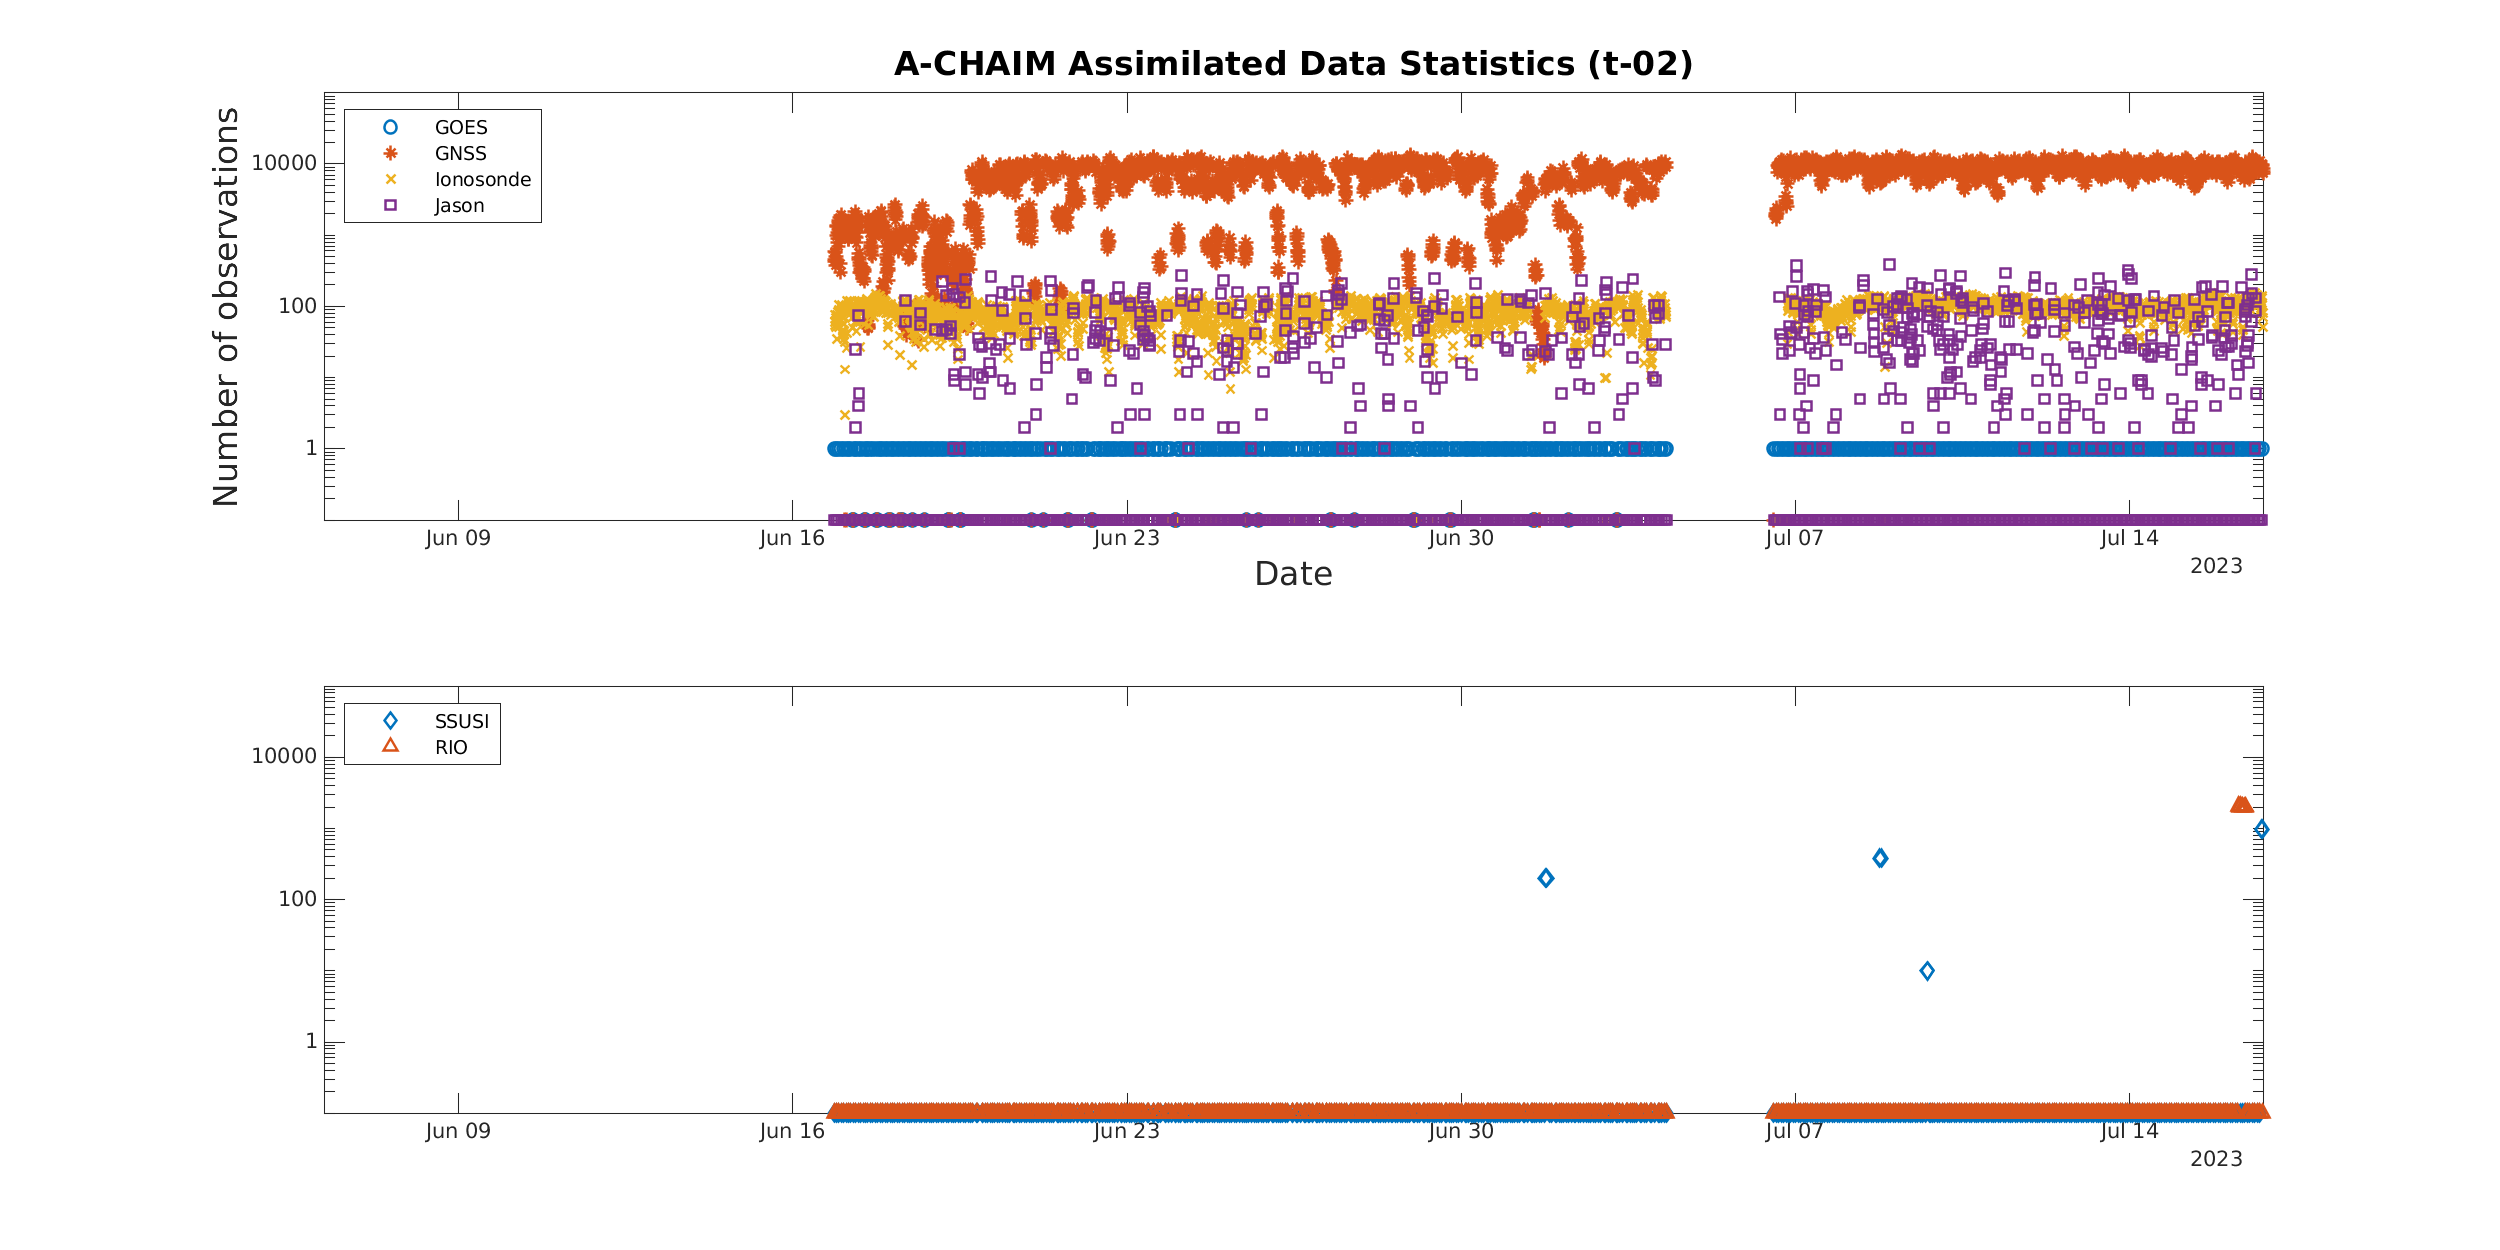 A-CHAIM Assimilated Data Statistics (t-02)
Number of observations
10000
100
1
GOES
GNSS
Ionosonde
Jason
Jun 09
Jun 16
Jun 23
Jun 30
Jul 07
Jul 14
2023
Date
10000
100
1
SSUSI
RIO
Jun 09
Jun 16
Jun 23
Jun 30
Jul 07
Jul 14
2023